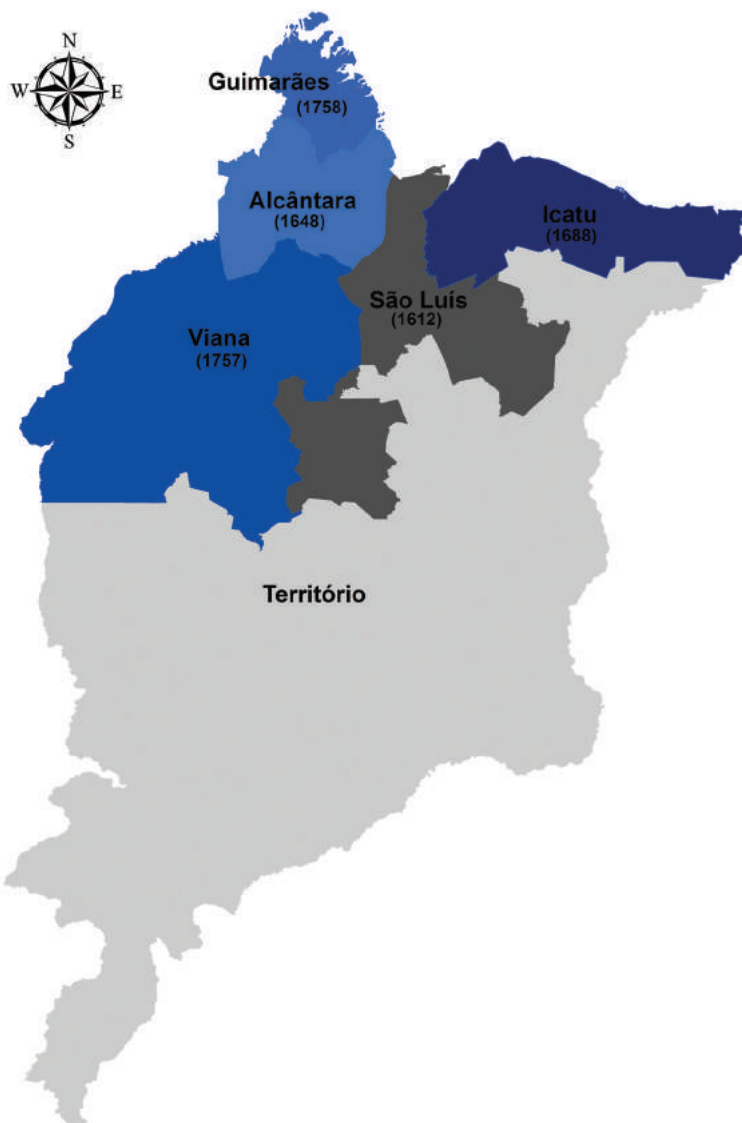 N
W E
S
Guimarães
(1758)
Alcântara
(1648)
Icatu
(1688)
São Luís
(1612)
Viana
(1757)
Território